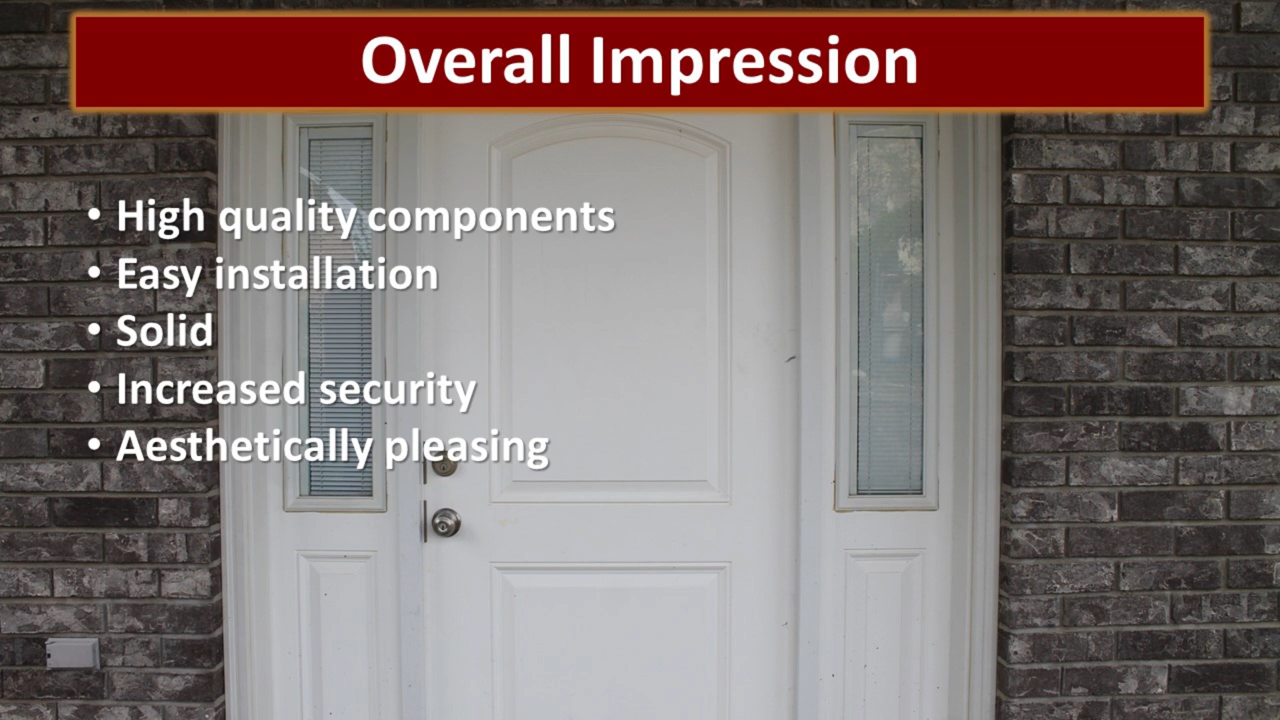 Overall Impression
• High quality components
• Easy installation
• Solid
• Increased security
• Aesthetically pleasing